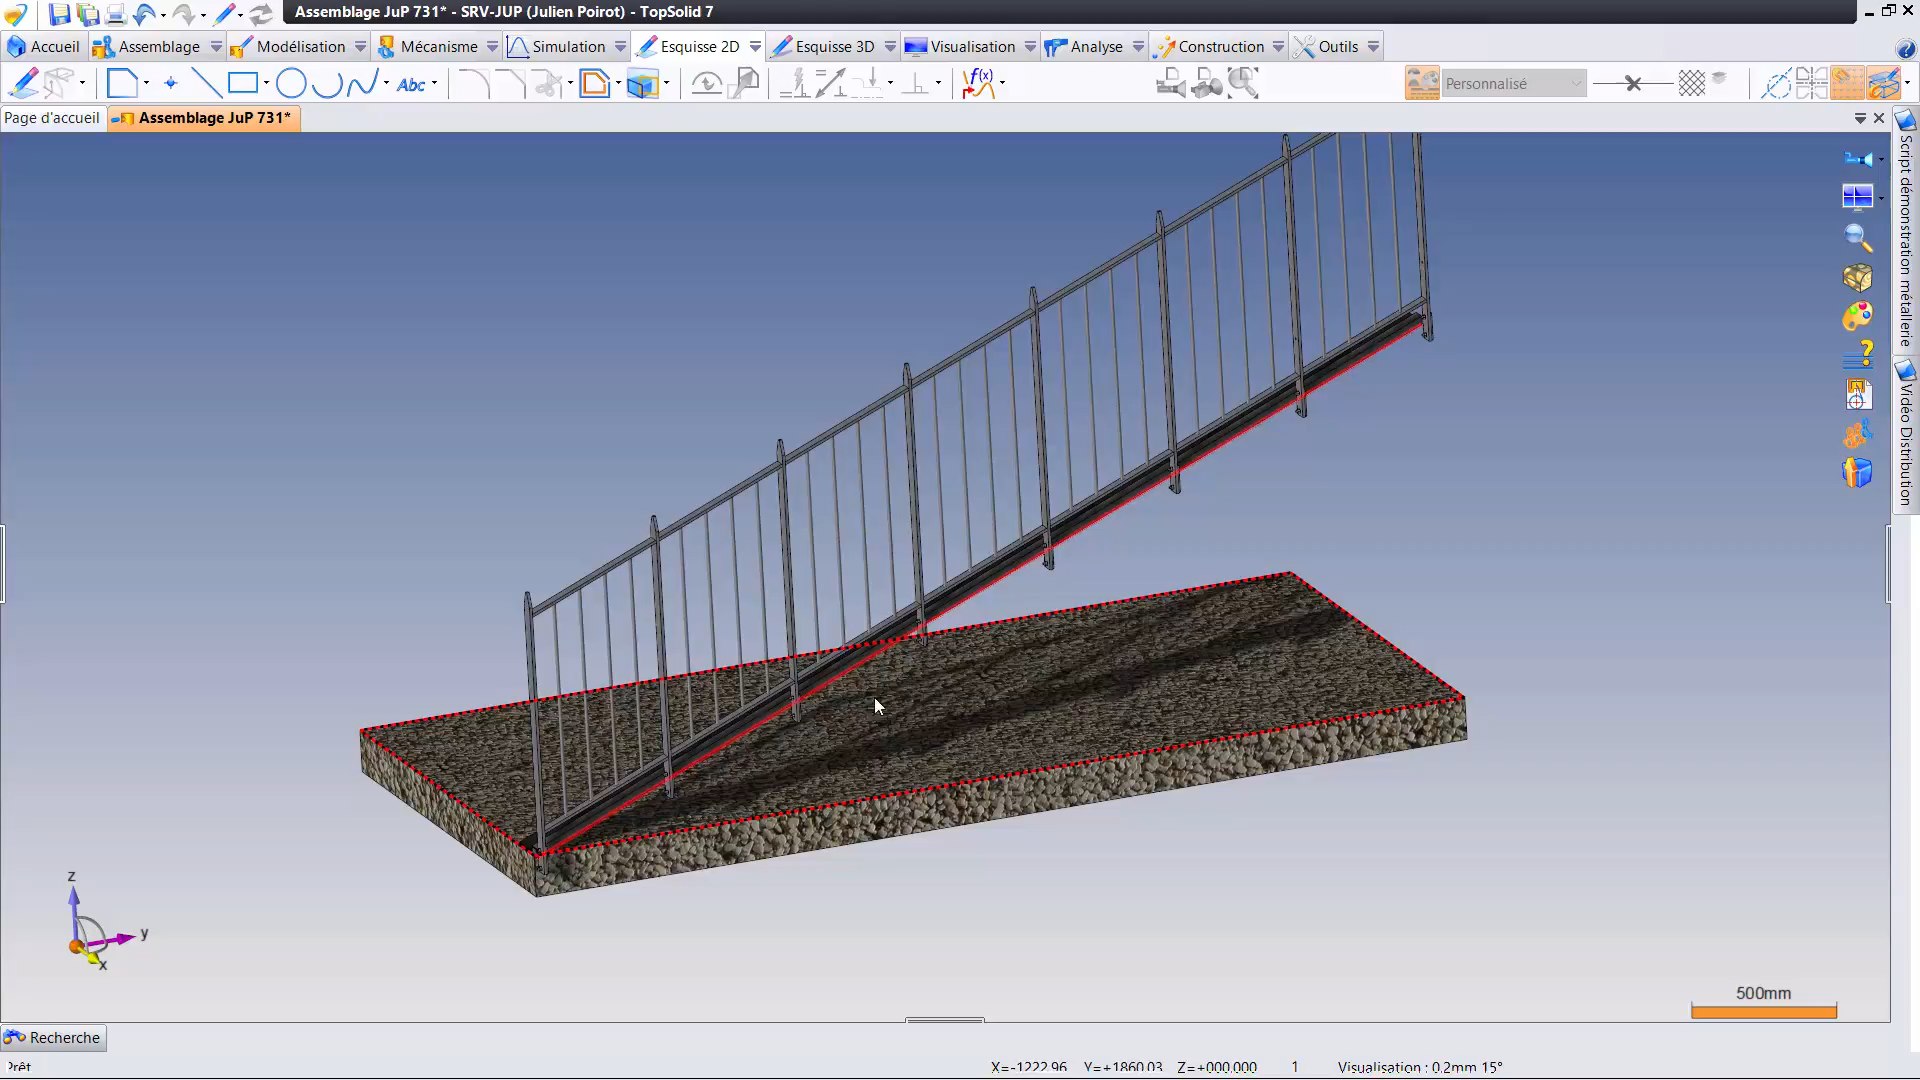 Assemblage JuP 731* - SRV-JUP (Julien Poirot) - TopSolid 7
Accueil Assemblage Modélisation Mécanisme Simulation Esquisse 2D Esquisse 3D Visualisation Analyse Construction Outils
Abc f(x) Personnalisé
Page d'accueil Assemblage JuP 731*
Script démonstration métallerie
Vidéo Distribution
z
y
x
500mm
Recherche
Prêt X=-1222.96 Y=+1860.03 Z=+000.000 1 Visualisation : 0.2mm 15°